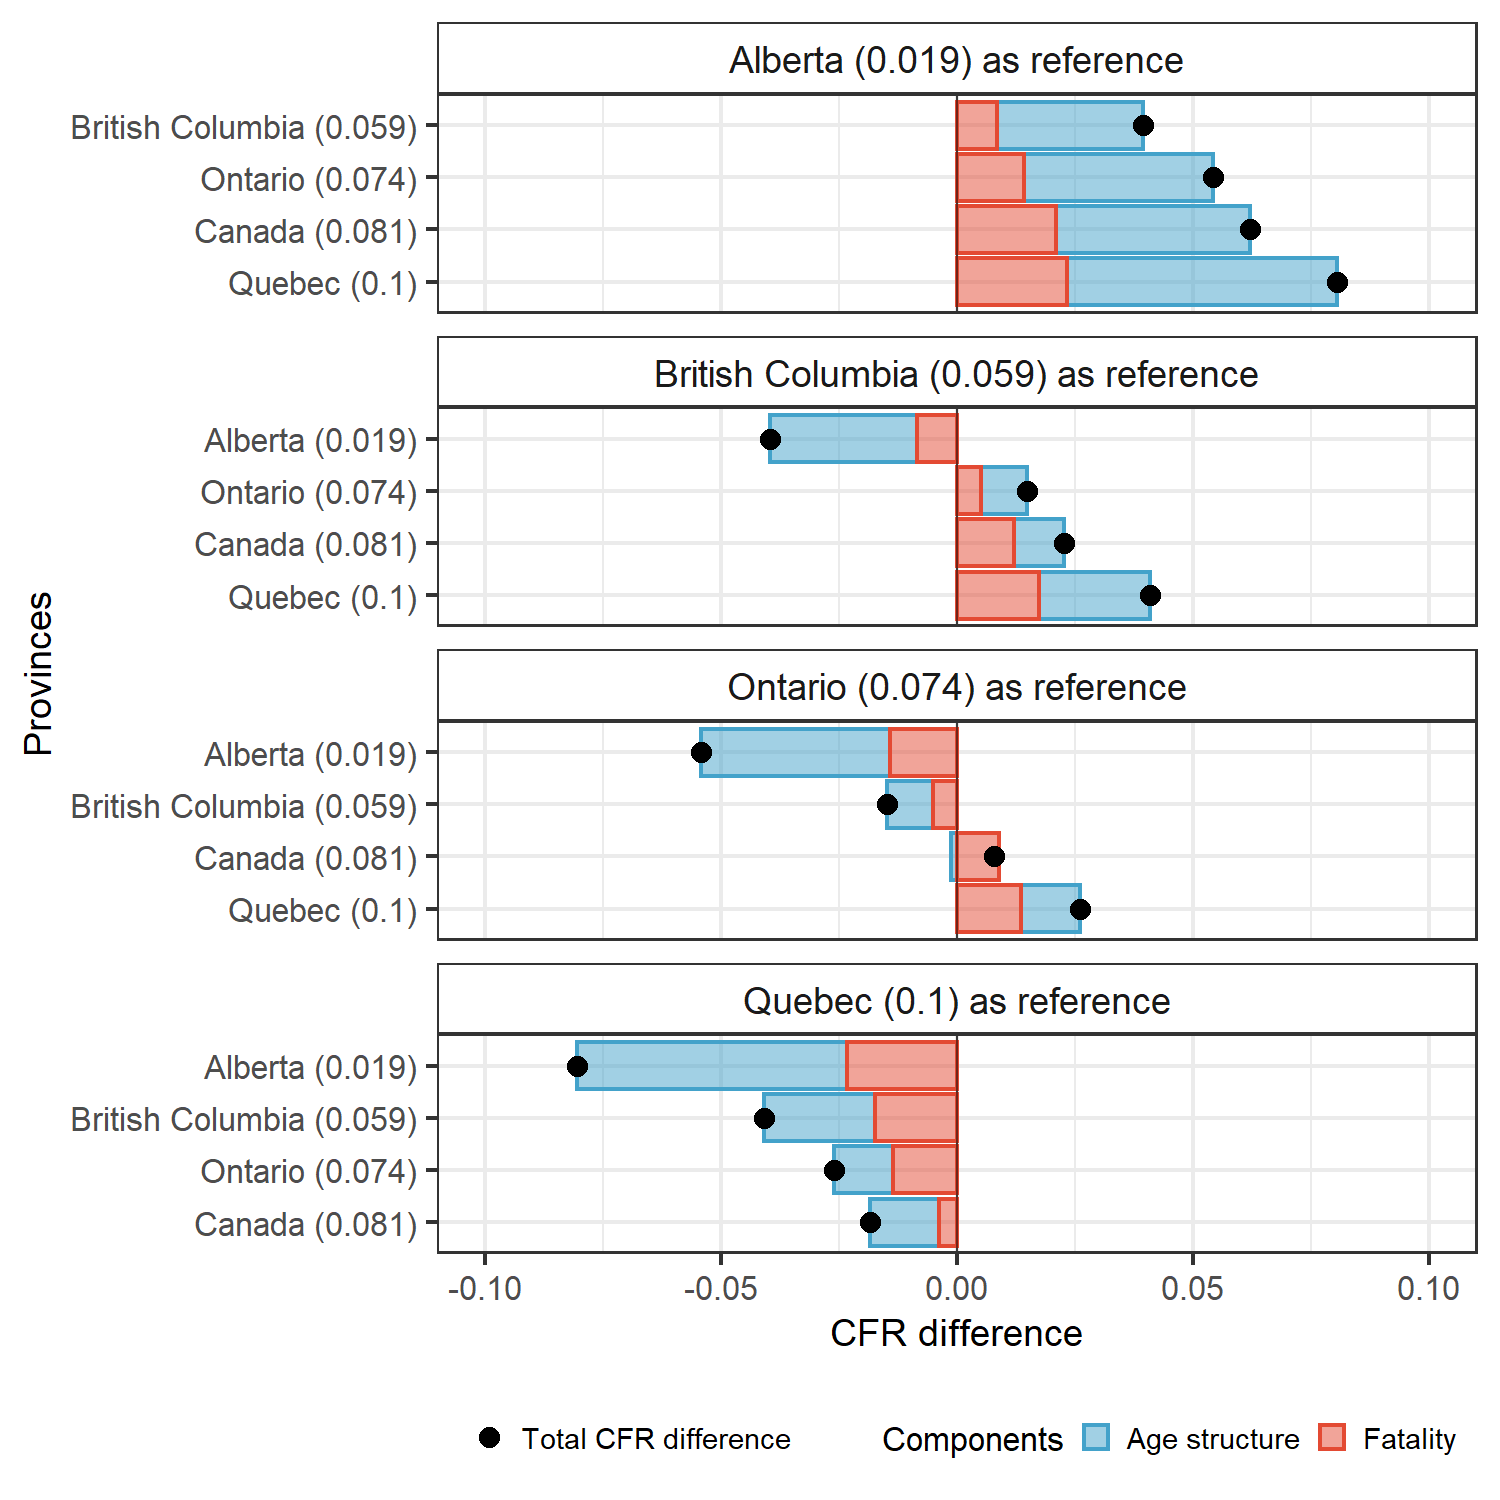 Alberta (0.019) as reference
British Columbia (0.059)
Ontario (0.074)
Canada (0.081)
Quebec (0.1)
British Columbia (0.059) as reference
Alberta (0.019)
Ontario (0.074)
Canada (0.081)
Quebec (0.1)
Provinces
Ontario (0.074) as reference
Alberta (0.019)
British Columbia (0.059)
Canada (0.081)
Quebec (0.1)
Quebec (0.1) as reference
Alberta (0.019)
British Columbia (0.059)
Ontario (0.074)
Canada (0.081)
-0.10 -0.05 0.00 0.05 0.10
CFR difference
Total CFR difference Components Age structure Fatality